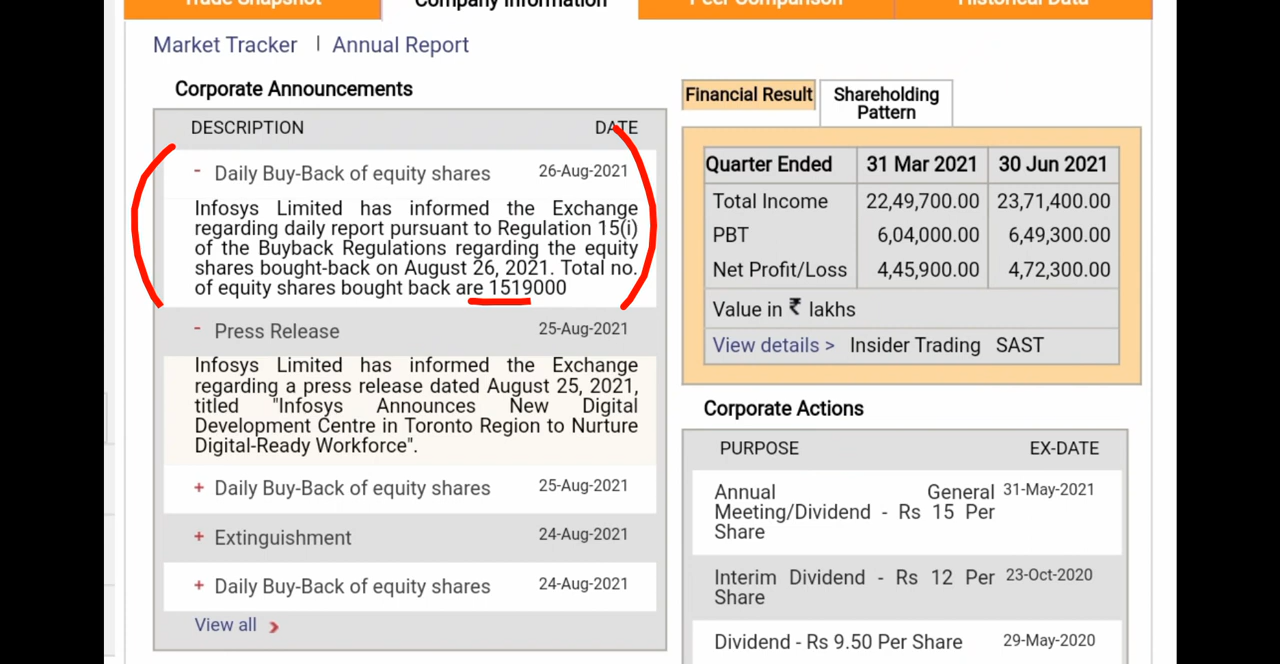 Trade Snapshot
Company Information
Peer Comparison
Historical Data
Market Tracker | Annual Report
Corporate Announcements
DESCRIPTION DATE
- Daily Buy-Back of equity shares 26-Aug-2021
Infosys Limited has informed the Exchange
regarding daily report pursuant to Regulation 15(i)
of the Buyback Regulations regarding the equity
shares bought-back on August 26, 2021. Total no.
of equity shares bought back are 1519000
- Press Release 25-Aug-2021
Infosys Limited has informed the Exchange
regarding a press release dated August 25, 2021,
titled "Infosys Announces New Digital
Development Centre in Toronto Region to Nurture
Digital-Ready Workforce".
+ Daily Buy-Back of equity shares 25-Aug-2021
+ Extinguishment 24-Aug-2021
+ Daily Buy-Back of equity shares 24-Aug-2021
View all >
Financial Result
Shareholding
Pattern
Quarter Ended 31 Mar 2021 30 Jun 2021
Total Income 22,49,700.00 23,71,400.00
PBT 6,04,000.00 6,49,300.00
Net Profit/Loss 4,45,900.00 4,72,300.00
Value in ₹ lakhs
View details > Insider Trading SAST
Corporate Actions
PURPOSE EX-DATE
Annual General 31-May-2021
Meeting/Dividend - Rs 15 Per
Share
Interim Dividend - Rs 12 Per 23-Oct-2020
Share
Dividend - Rs 9.50 Per Share 29-May-2020